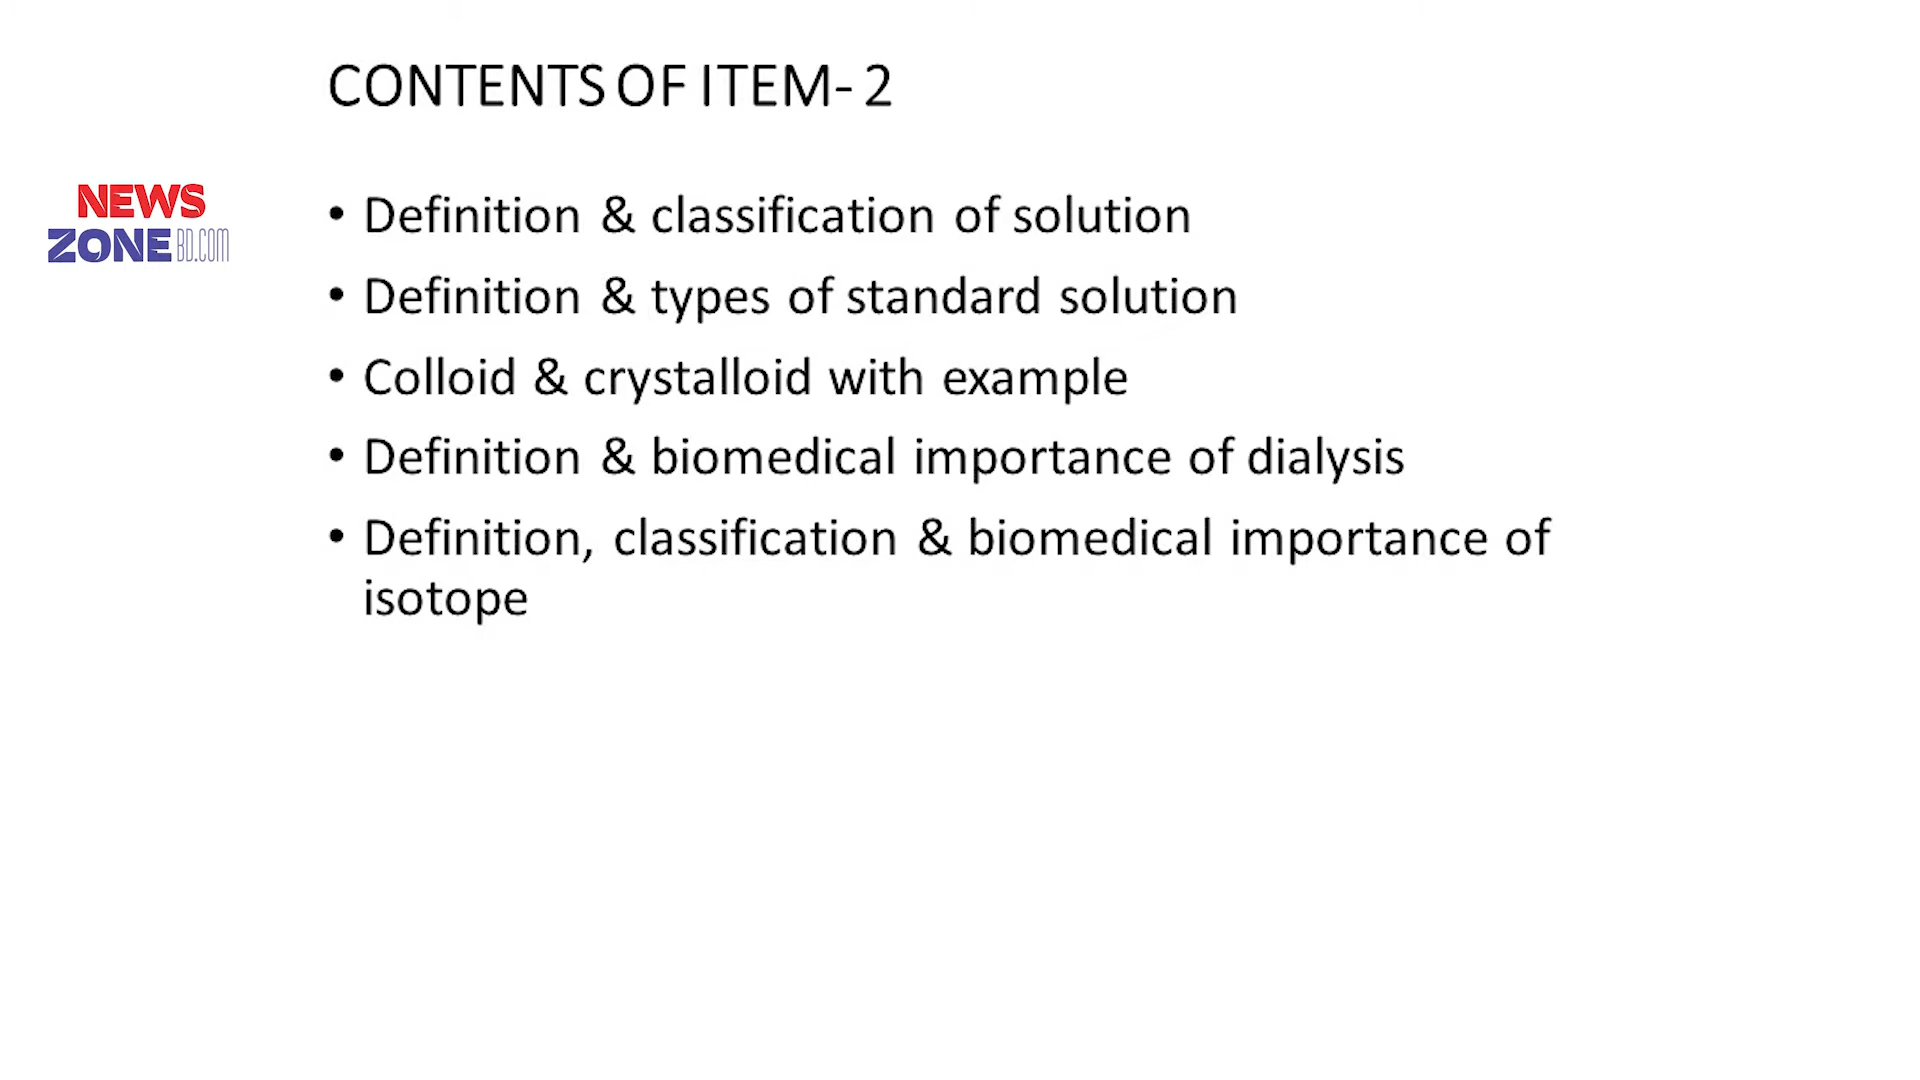 CONTENTS OF ITEM- 2
NEWS
ZONE BD.COM
• Definition & classification of solution
• Definition & types of standard solution
• Colloid & crystalloid with example
• Definition & biomedical importance of dialysis
• Definition, classification & biomedical importance of
isotope